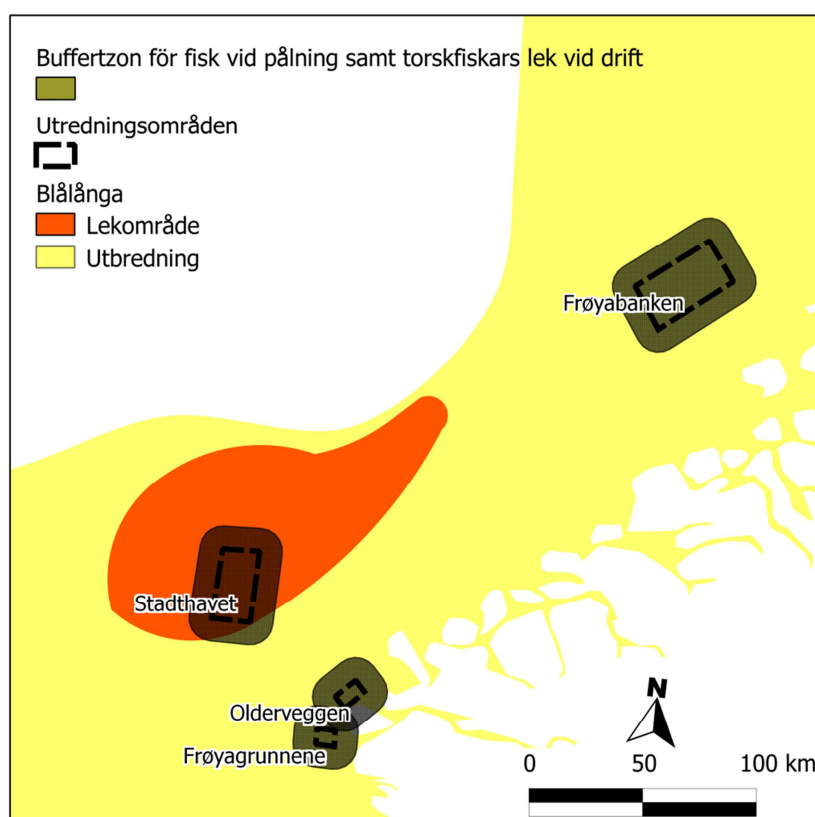 Buffertzon för fisk vid pålning samt torskfiskars lek vid drift
Utredningsområden
Blålånga
Lekområde
Utbredning
Frøyabanken
Stadthavet
Olderveggen
Frøyagrunnene
N
0 50 100 km